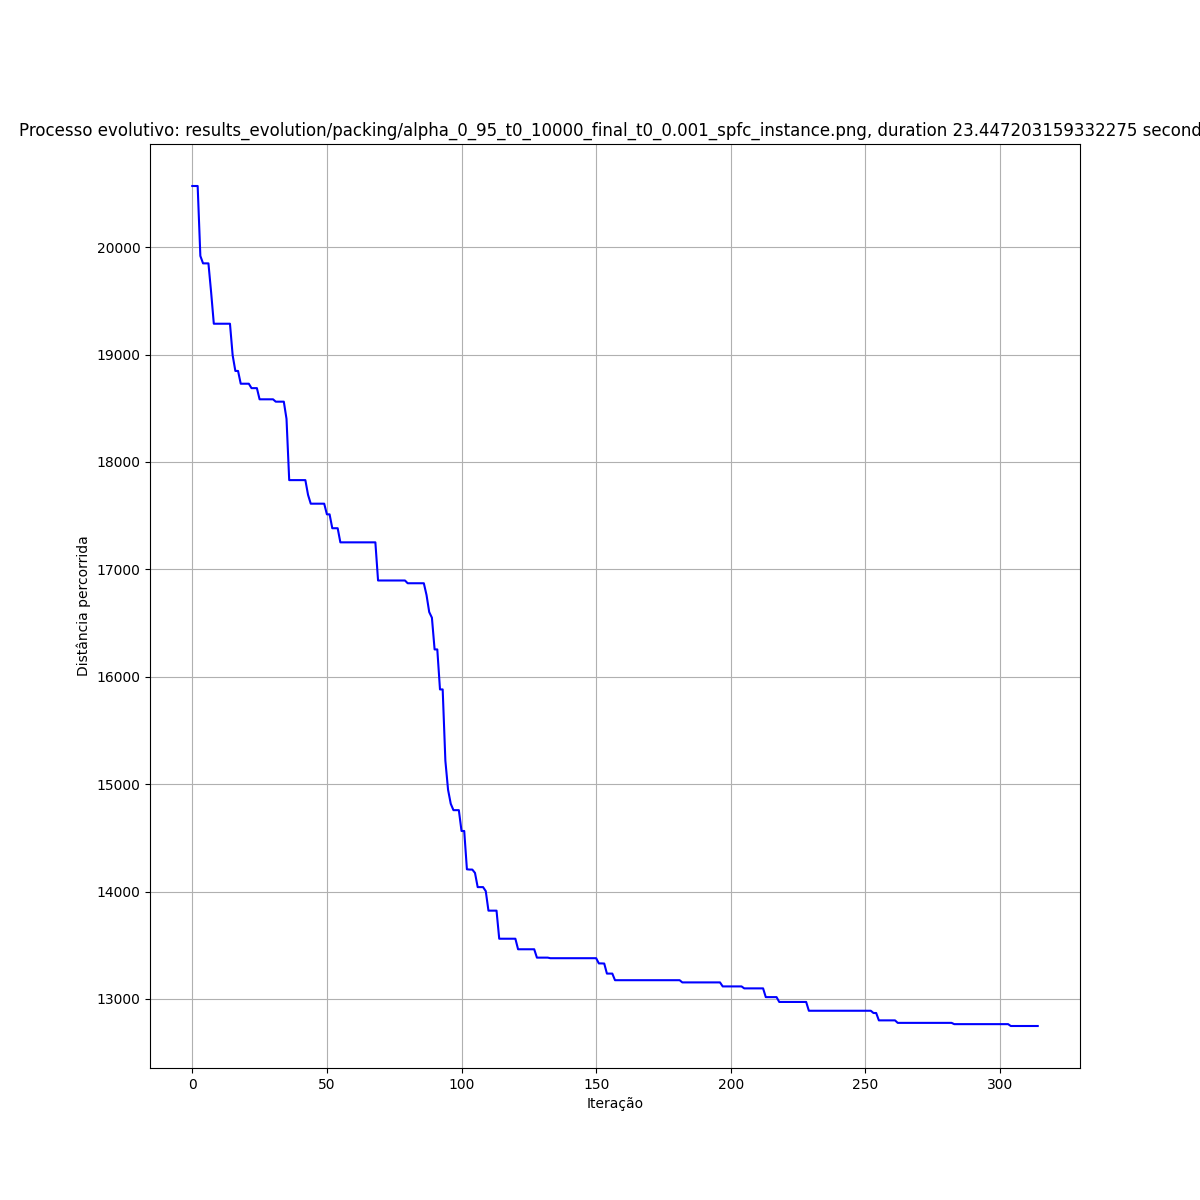 Processo evolutivo: results_evolution/packing/alpha_0_95_t0_10000_final_t0_0.001_spfc_instance.png, duration 23.447203159332275 second
20000
19000
18000
17000
16000
15000
14000
13000
Distância percorrida
0 50 100 150 200 250 300
Iteração